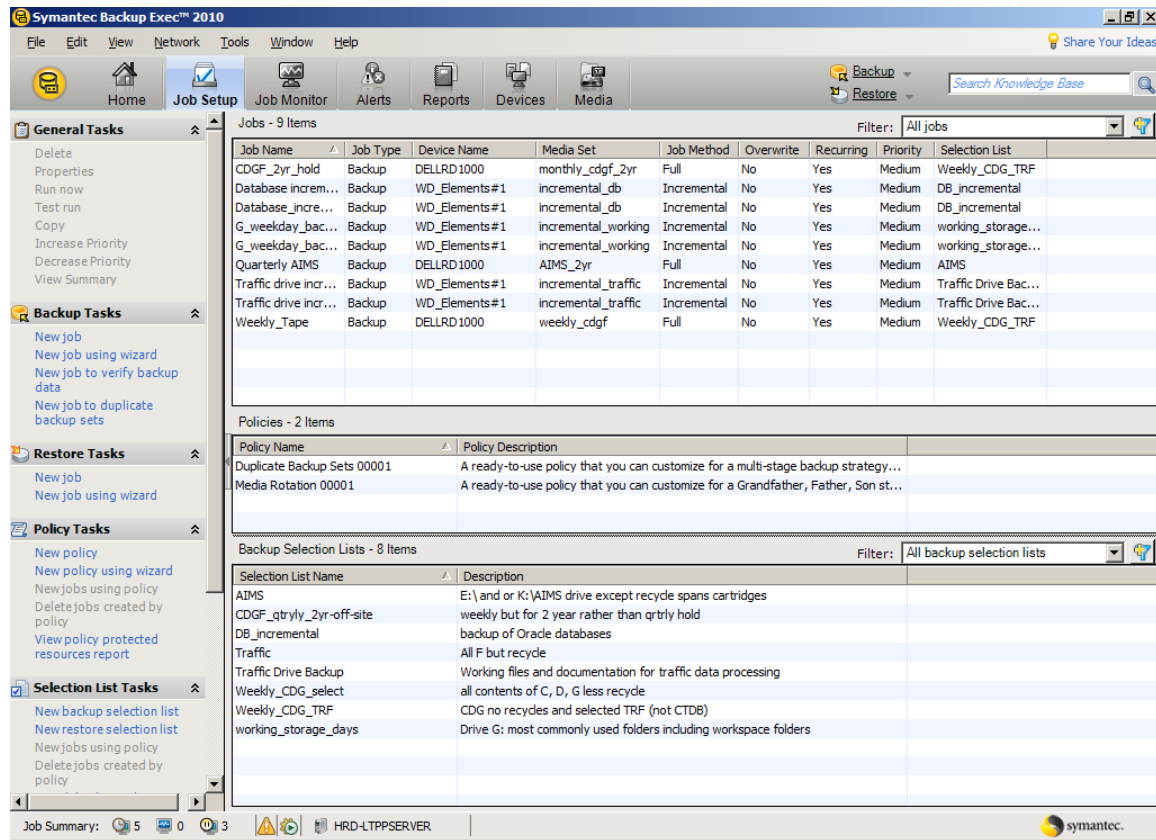 Symantec Backup Exec™ 2010
File Edit View Network Tools Window Help
Share Your Ideas
Home Job Setup Job Monitor Alerts Reports Devices Media
Backup
Restore
Search Knowledge Base
General Tasks
Delete
Properties
Run now
Test run
Copy
Increase Priority
Decrease Priority
View Summary
Backup Tasks
New job
New job using wizard
New job to verify backup
data
New job to duplicate
backup sets
Restore Tasks
New job
New job using wizard
Policy Tasks
New policy
New policy using wizard
New jobs using policy
Delete jobs created by
policy
View policy protected
resources report
Selection List Tasks
New backup selection list
New restore selection list
New jobs using policy
Delete jobs created by
policy
Jobs - 9 Items
Filter: All jobs
Job Name Job Type Device Name Media Set Job Method Overwrite Recurring Priority Selection List
CDGF_2yr_hold Backup DELLRD1000 monthly_cdgf_2yr Full No Yes Medium Weekly_CDG_TRF
Database increm... Backup WD_Elements#1 incremental_db Incremental No Yes Medium DB_incremental
Database_incre... Backup WD_Elements#1 incremental_db Incremental No Yes Medium DB_incremental
G_weekday_bac... Backup WD_Elements#1 incremental_working Incremental No Yes Medium working_storage...
G_weekday_bac... Backup WD_Elements#1 incremental_working Incremental No Yes Medium working_storage...
Quarterly AIMS Backup DELLRD1000 AIMS_2yr Full No Yes Medium AIMS
Traffic drive incr... Backup WD_Elements#1 incremental_traffic Incremental No Yes Medium Traffic Drive Bac...
Traffic drive incr... Backup WD_Elements#1 incremental_traffic Incremental No Yes Medium Traffic Drive Bac...
Weekly_Tape Backup DELLRD1000 weekly_cdgf Full No Yes Medium Weekly_CDG_TRF
Policies - 2 Items
Policy Name Policy Description
Duplicate Backup Sets 00001 A ready-to-use policy that you can customize for a multi-stage backup strategy...
Media Rotation 00001 A ready-to-use policy that you can customize for a Grandfather, Father, Son st...
Backup Selection Lists - 8 Items
Filter: All backup selection lists
Selection List Name Description
AIMS E:\ and or K:\AIMS drive except recycle spans cartridges
CDGF_qtryly_2yr-off-site weekly but for 2 year rather than qrtrly hold
DB_incremental backup of Oracle databases
Traffic All F but recycle
Traffic Drive Backup Working files and documentation for traffic data processing
Weekly_CDG_select all contents of C, D, G less recycle
Weekly_CDG_TRF CDG no recycles and selected TRF (not CTDB)
working_storage_days Drive G: most commonly used folders including workspace folders
Job Summary: 5 0 3 HRD-LTPPSERVER
symantec.